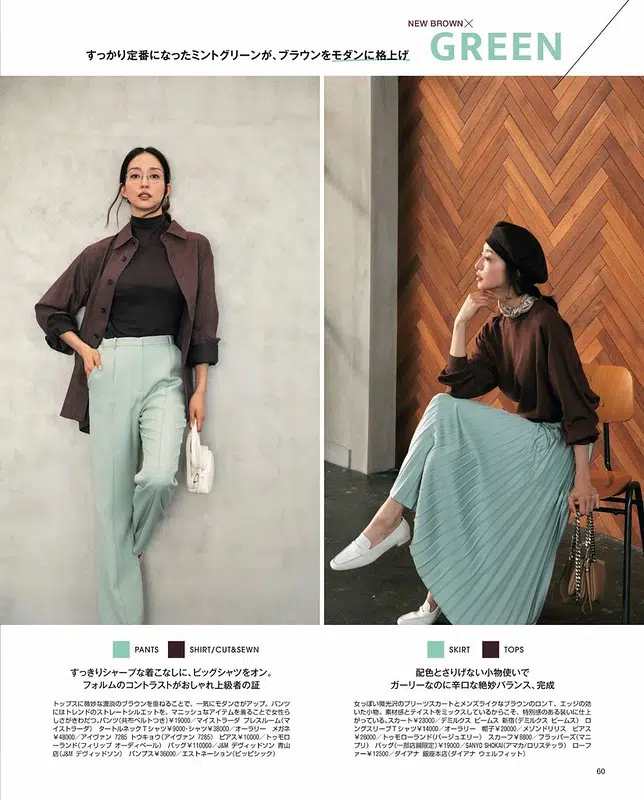 NEW BROWN×
GREEN
すっかり定番になったミントグリーンが、ブラウンをモダンに格上げ
PANTS SHIRT/CUT&SEWN
すっきりシャープな着こなしに、ビッグシャツをオン。
フォルムのコントラストがおしゃれ上級者の証
トップスに微妙な濃淡のブラウンを重ねることで、一気にモダンさがアップ。パンツ
にはトレンドのストレートシルエットを、マニッシュなアイテムを着ることで女性ら
しさがきわだつ。パンツ(共布ベルトつき)¥19000/マイストラーダ プレスルーム(マ
イストラーダ) タートルネックTシャツ¥9000・シャツ¥38000/オーラリー メガネ
¥48000/アイヴァン 7285 トウキョウ(アイヴァン 7285) ピアス¥10000/トゥモロ
ーランド(フィリップ オーディベール) バッグ¥110000/J&M デヴィッドソン 青山
店(J&M デヴィッドソン) パンプス¥36000/エストネーション(ピッピシック)
SKIRT TOPS
配色とさりげない小物使いで
ガーリーなのに辛口な絶妙バランス、完成
女っぽい微光沢のプリーツスカートとメンズライクなブラウンのロンT、エッジの効
いた小物。素材感とテイストをミックスしているからこそ、特別感のある装いに仕上
がっている。スカート¥23000/デミルクス ビームス 新宿(デミルクス ビームス) ロ
ングスリーブTシャツ¥14000/オーラリー 帽子¥20000/メゾンドリリス ピアス
¥26000/トゥモローランド(バージュエリー) スカーフ¥8800/フラッパーズ(マニ
プリ) バッグ(一部店舗限定)¥19000/SANYO SHOKAI(アマカ/ロリステッラ) ローフ
ァー¥12500/ダイアナ 銀座本店(ダイアナ ウェルフィット)
60